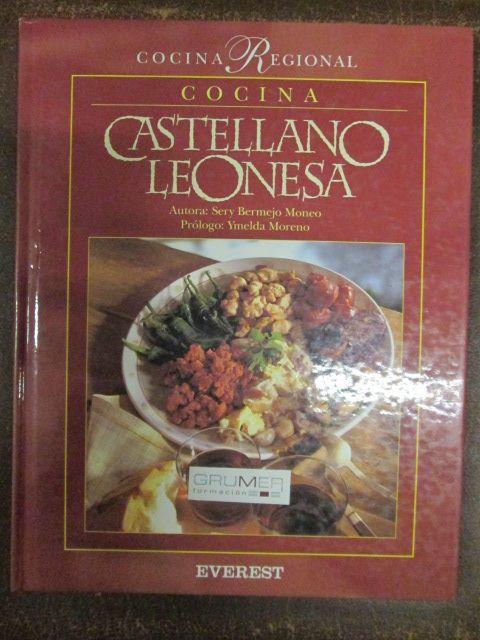 COCINA REGIONAL
COCINA
CASTELLANO
LEONESA
Autora: Sery Bermejo Moneo
Prólogo: Ymelda Moreno
GRUMER
formación
EVEREST